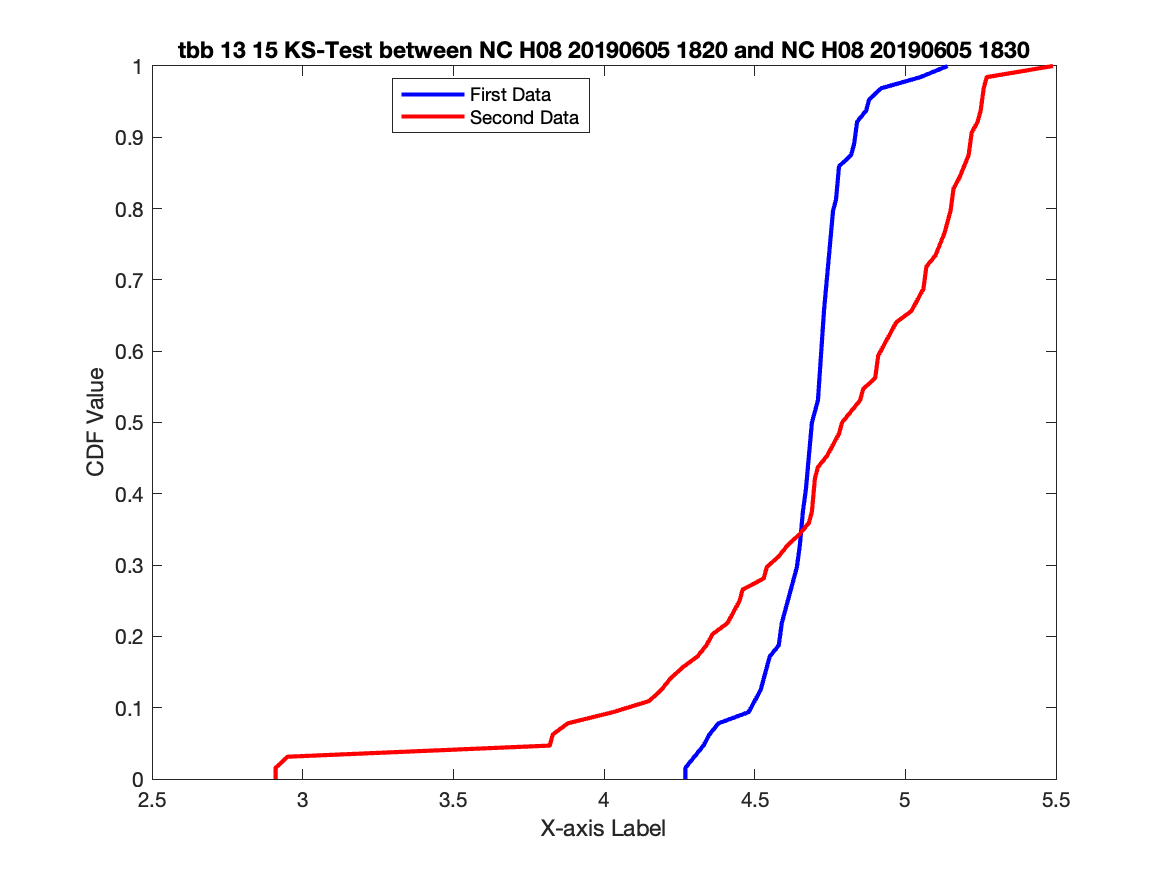 tbb 13 15 KS-Test between NC H08 20190605 1820 and NC H08 20190605 1830
First Data
Second Data
1
0.9
0.8
0.7
0.6
0.5
0.4
0.3
0.2
0.1
0
CDF Value
2.5 3 3.5 4 4.5 5 5.5
X-axis Label